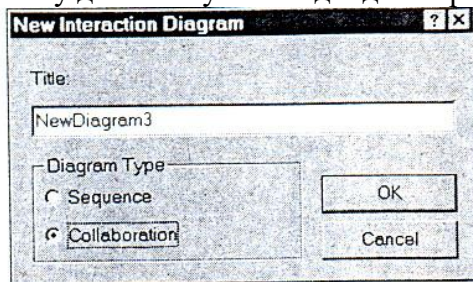 New Interaction Diagram
Title:
NewDiagram3
Diagram Type
Sequence
OK
Collaboration
Cancel